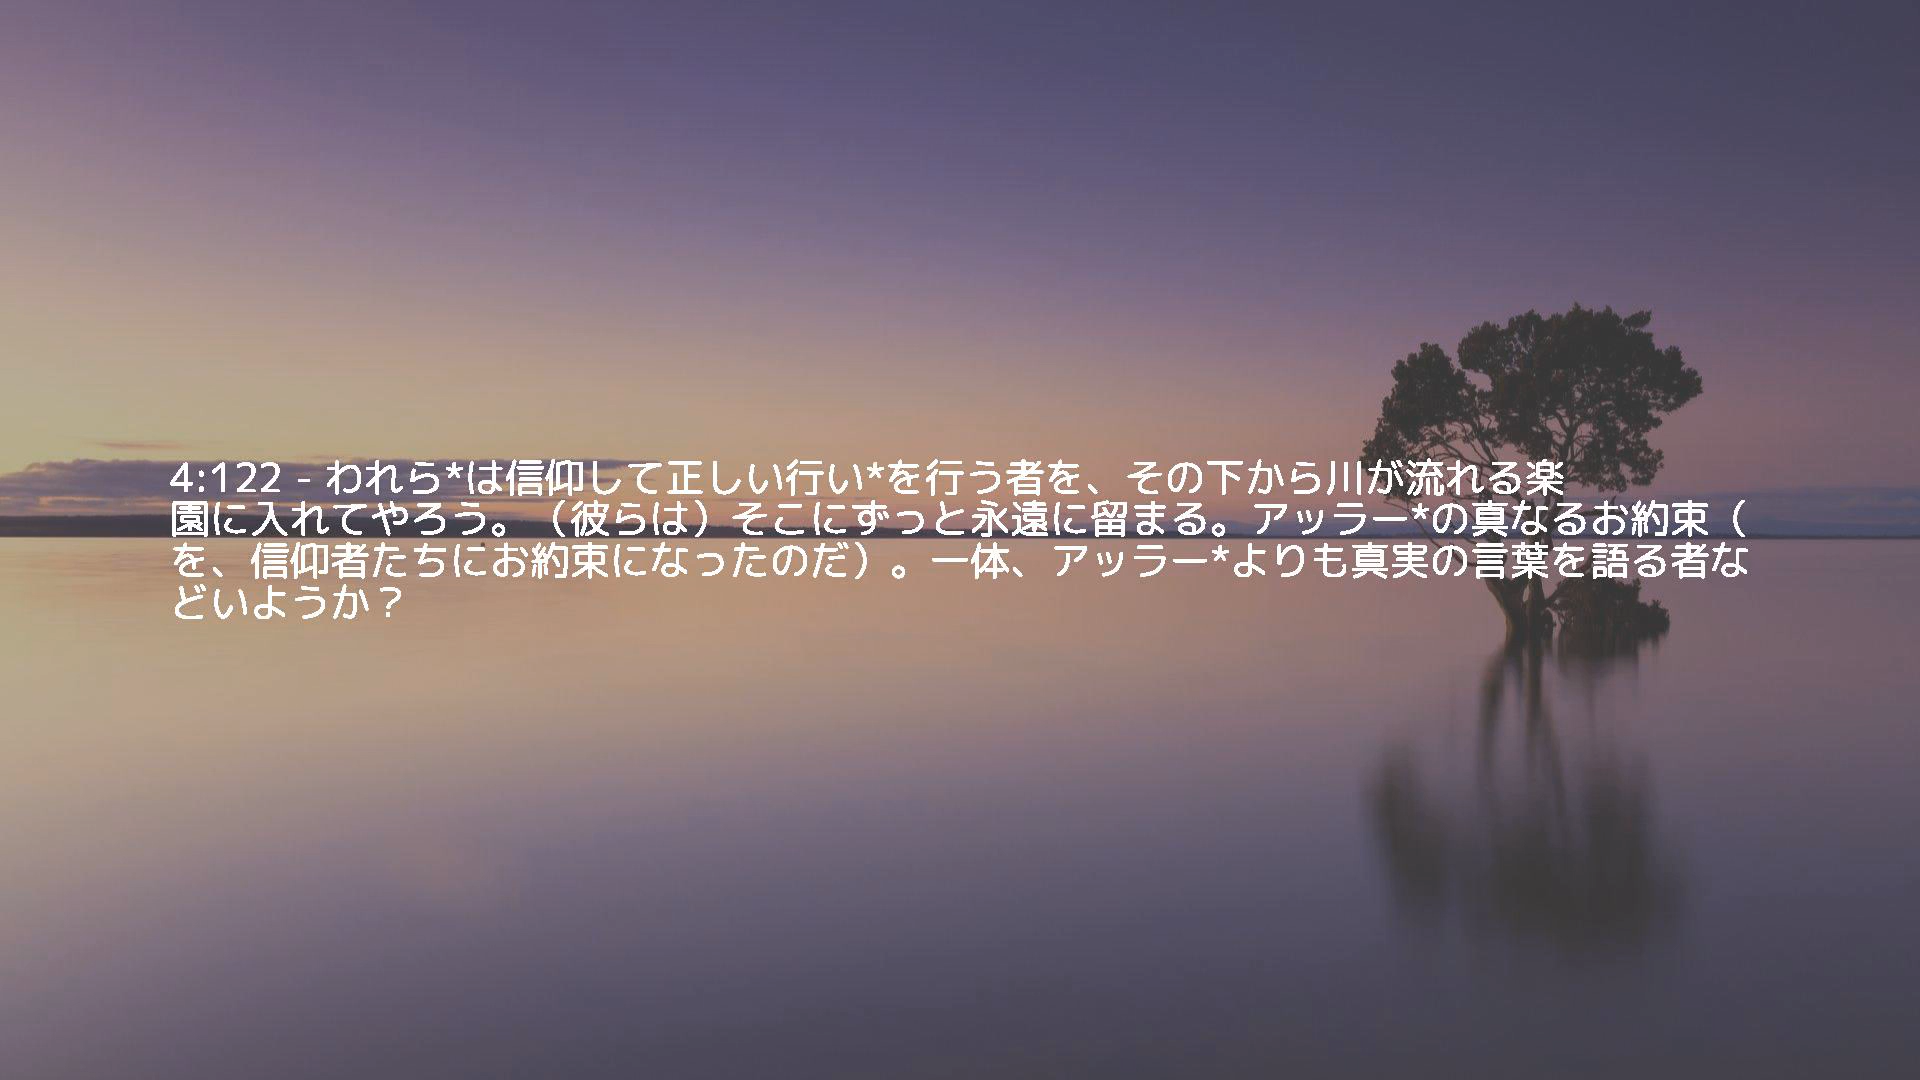 4:122 - われら*は信仰して正しい行い*を行う者を、その下から川が流れる楽
園に入れてやろう。（彼らは）そこにずっと永遠に留まる。アッラー*の真なるお約束（
を、信仰者たちにお約束になったのだ）。一体、アッラー*よりも真実の言葉を語る者な
どいようか？